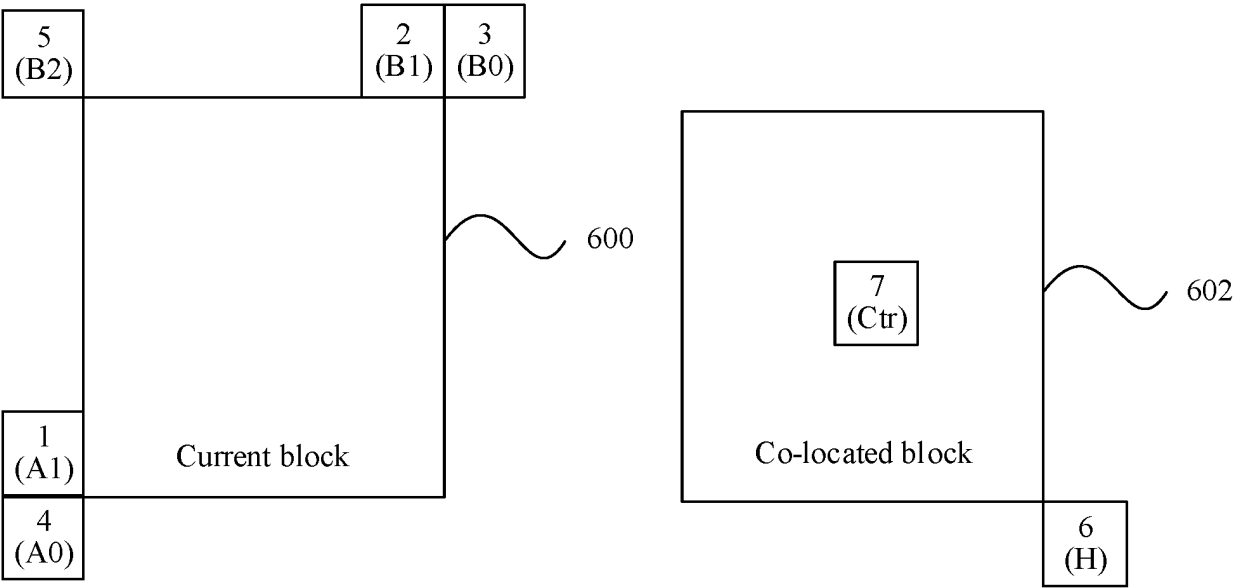 5
(B2)
2
(B1)
3
(B0)
600
1
(A1)
Current block
4
(A0)
7
(Ctr)
602
Co-located block
6
(H)